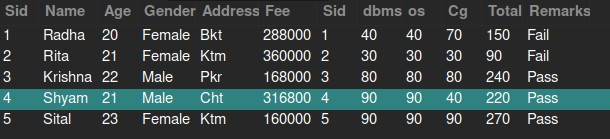 Sid Name Age Gender Address Fee Sid dbms os Cg Total Remarks
1 Radha 20 Female Bkt 288000 1 40 40 70 150 Fail
2 Rita 21 Female Ktm 360000 2 30 30 30 90 Fail
3 Krishna 22 Male Pkr 168000 3 80 80 80 240 Pass
4 Shyam 21 Male Cht 316800 4 90 90 40 220 Pass
5 Sital 23 Female Ktm 160000 5 90 90 90 270 Pass